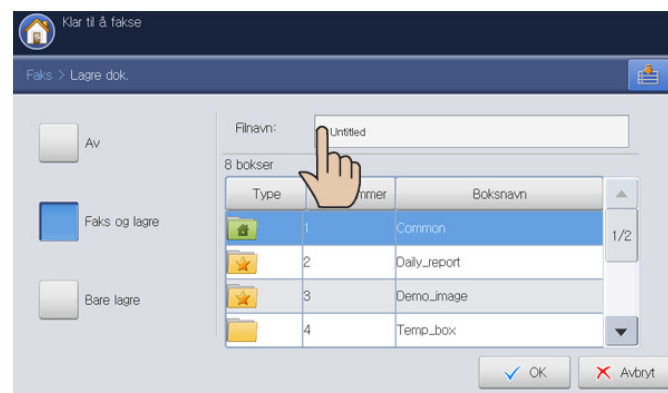 Klar til å fakse
Faks > Lagre dok.
Av
Faks og lagre
Bare lagre
Filnavn: Untitled
8 bokser
Type mmer Boksnavn
1 Common
2 Daily_report
3 Demo_image
4 Temp_box
1/2
OK Avbryt